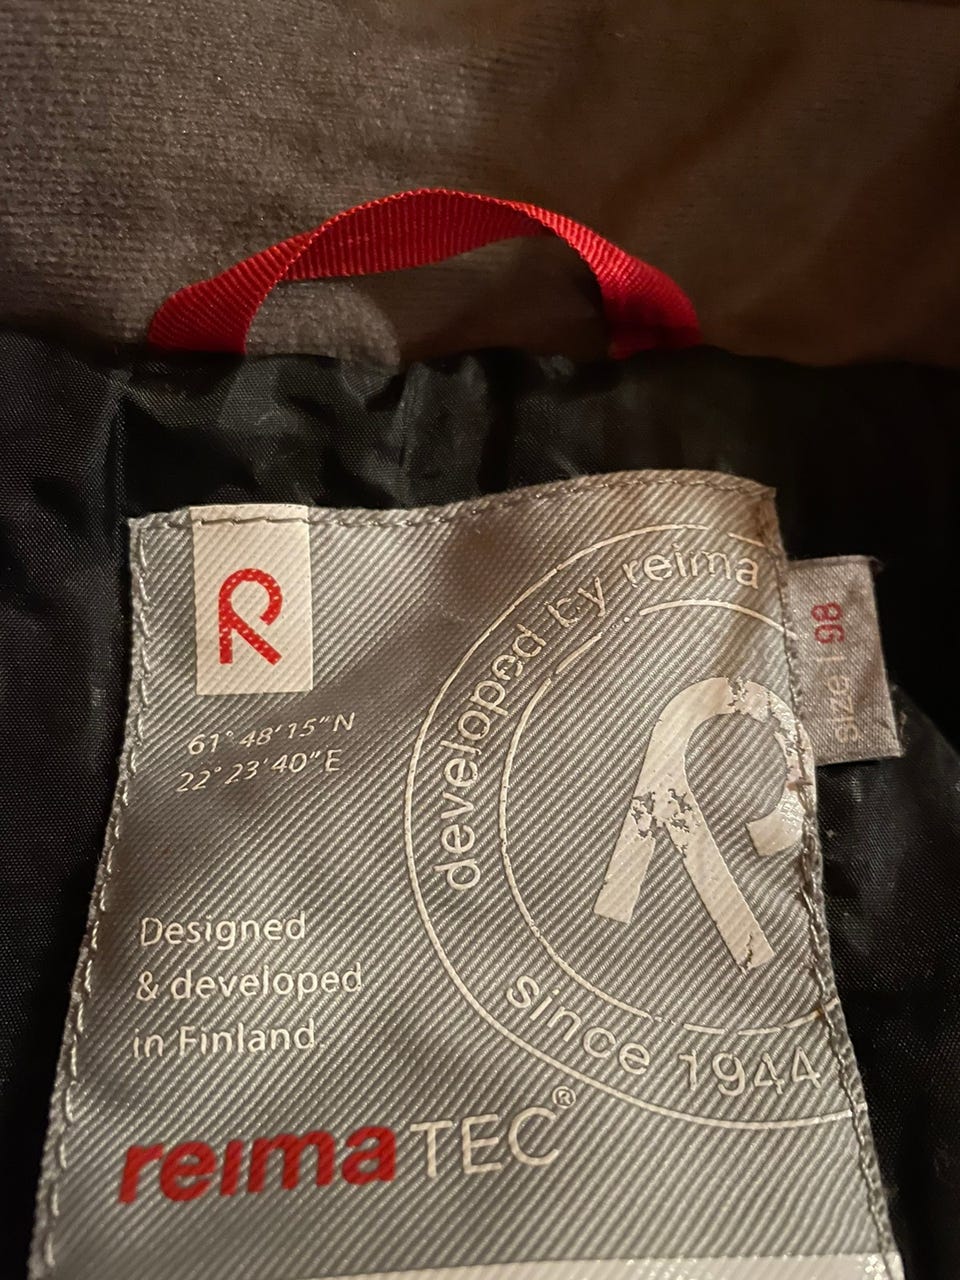 R
61° 48' 15" N
22° 23' 40" E
developed by reima
R
since 1944
size | 98
Designed
& developed
in Finland.
reimaTEC®